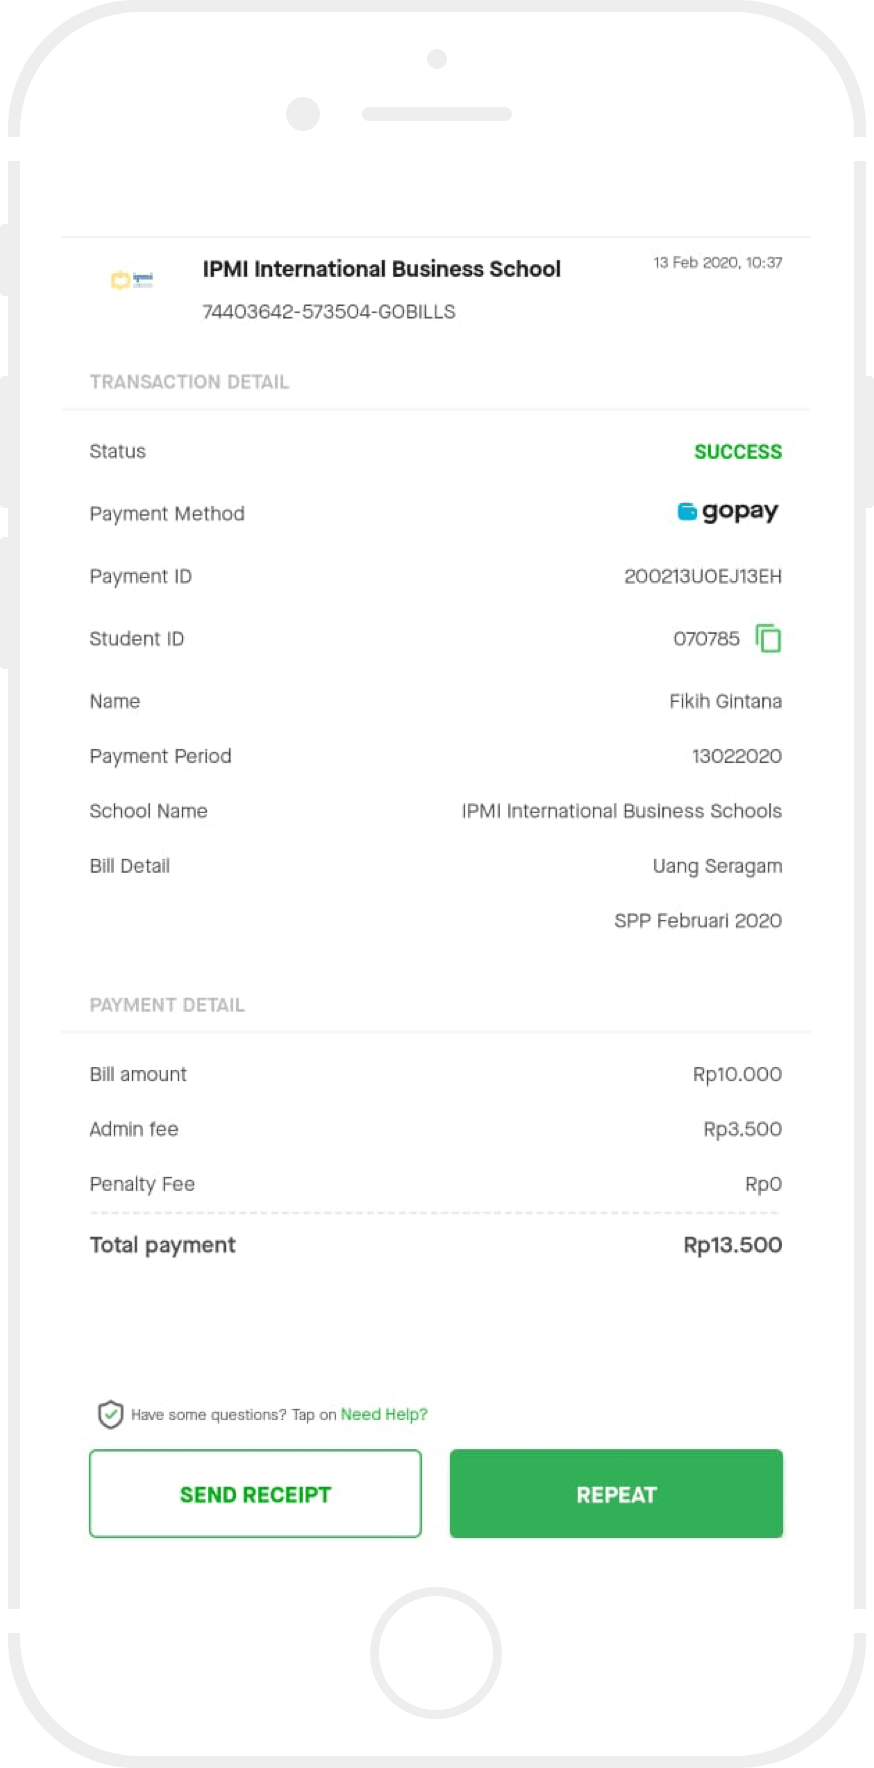 IPMI International Business School
13 Feb 2020, 10:37
ipmi
74403642-573504-GOBILLS
TRANSACTION DETAIL
Status SUCCESS
Payment Method gopay
Payment ID 200213UOEJ13EH
Student ID 070785
Name Fikih Gintana
Payment Period 13022020
School Name IPMI International Business Schools
Bill Detail Uang Seragam
SPP Februari 2020
PAYMENT DETAIL
Bill amount Rp10.000
Admin fee Rp3.500
Penalty Fee Rp0
Total payment Rp13.500
Have some questions? Tap on Need Help?
SEND RECEIPT REPEAT